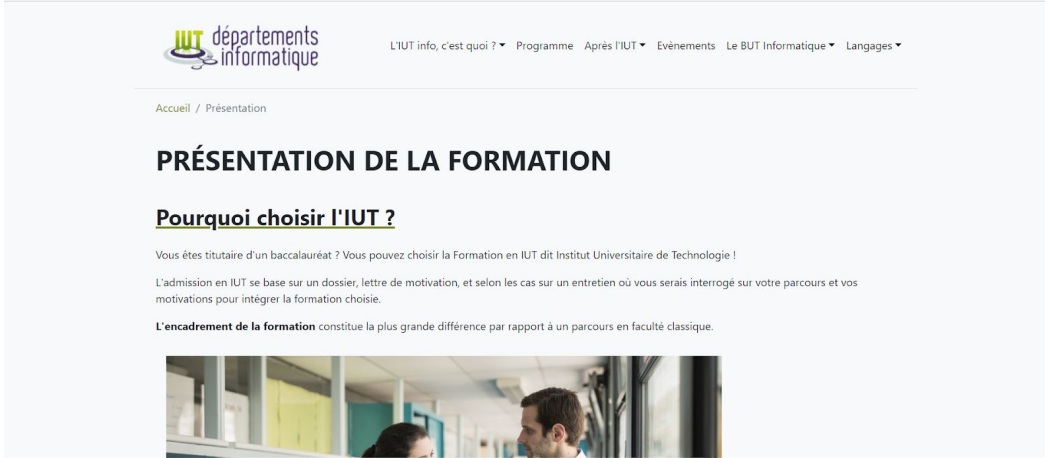 IUT départements
informatique
L'IUT info, c'est quoi ? Programme Après l'IUT Evènements Le BUT Informatique Langages
Accueil / Présentation
PRÉSENTATION DE LA FORMATION
Pourquoi choisir l'IUT ?
Vous êtes titutaire d'un baccalauréat ? Vous pouvez choisir la Formation en IUT dit Institut Universitaire de Technologie !
L'admission en IUT se base sur un dossier, lettre de motivation, et selon les cas sur un entretien où vous serais interrogé sur votre parcours et vos
motivations pour intégrer la formation choisie.
L'encadrement de la formation constitue la plus grande différence par rapport à un parcours en faculté classique.